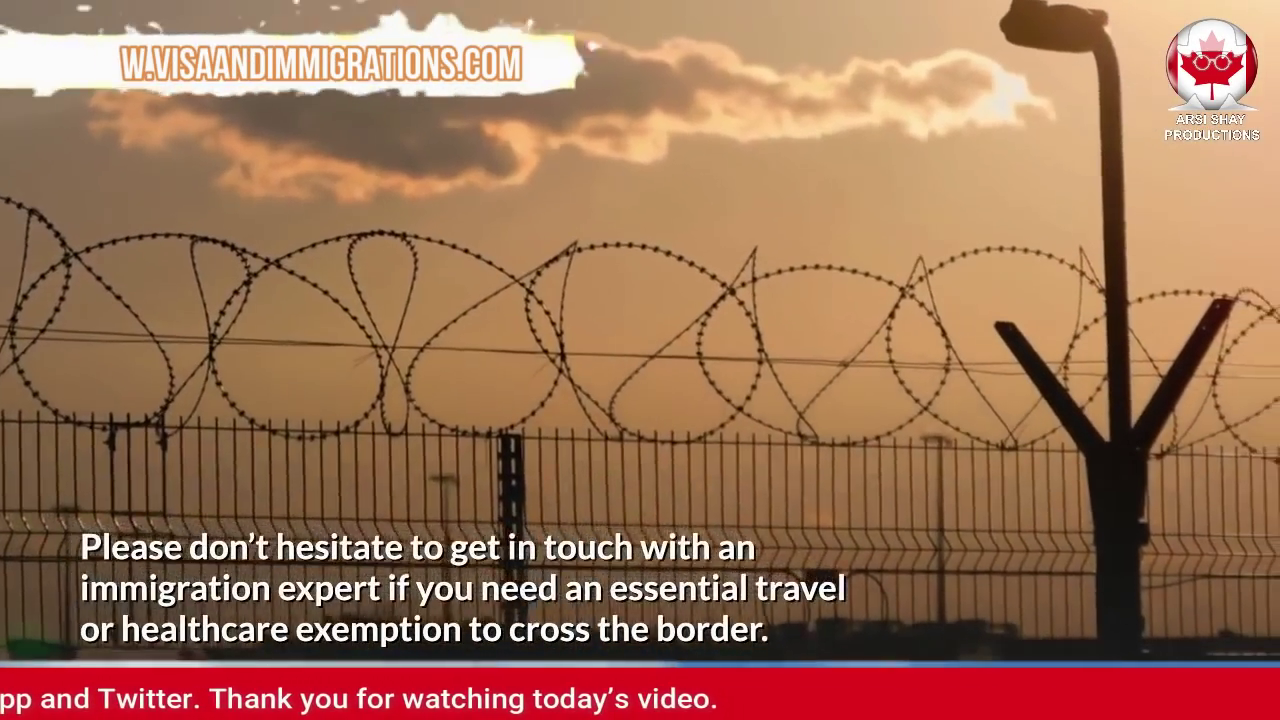 W.VISAANDIMMIGRATIONS.COM
ARSI SHAY
PRODUCTIONS
Please don't hesitate to get in touch with an
immigration expert if you need an essential travel
or healthcare exemption to cross the border.
pp and Twitter. Thank you for watching today's video.